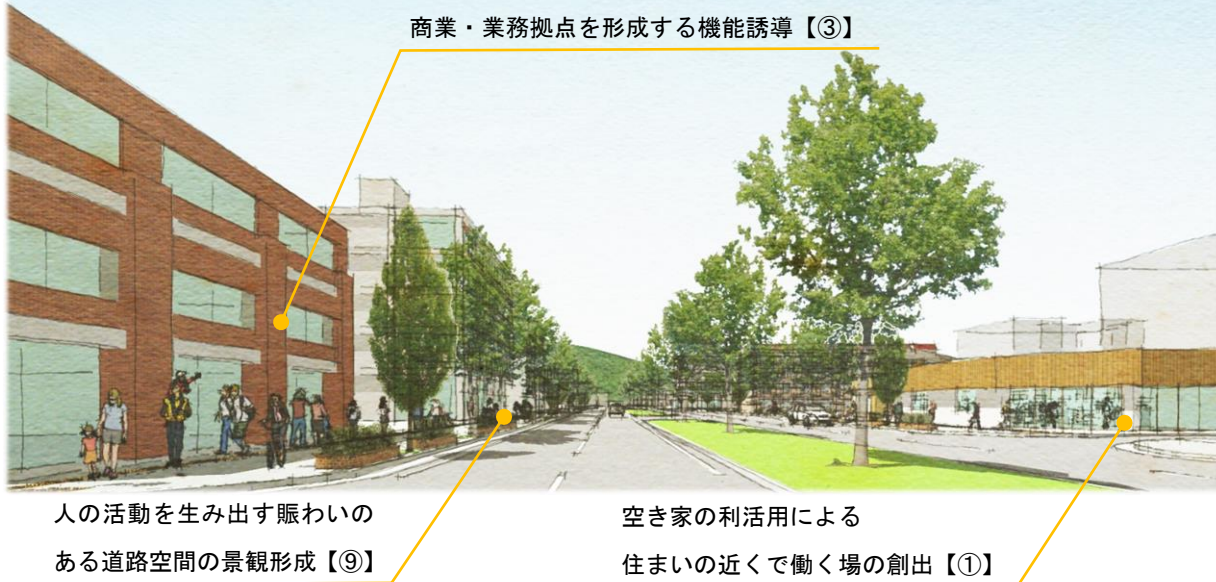 商業・業務拠点を形成する機能誘導【③】
人の活動を生み出す賑わいの
ある道路空間の景観形成【⑨】
空き家の利活用による
住まいの近くで働く場の創出【①】